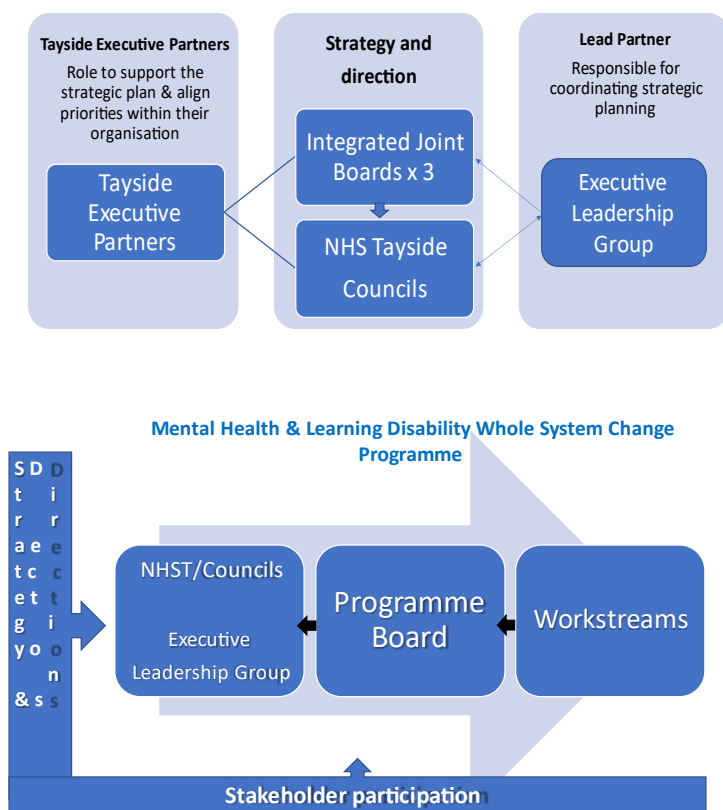 Tayside Executive Partners
Role to support the
strategic plan & align
priorities within their
organisation
Tayside
Executive
Partners
Strategy and
direction
Integrated Joint
Boards x 3
NHS Tayside
Councils
Lead Partner
Responsible for
coordinating strategic
planning
Executive
Leadership
Group
Mental Health & Learning Disability Whole System Change
Programme
Strategy &
Directions
NHST/Councils
Executive
Leadership Group
Programme
Board
Workstreams
Stakeholder participation